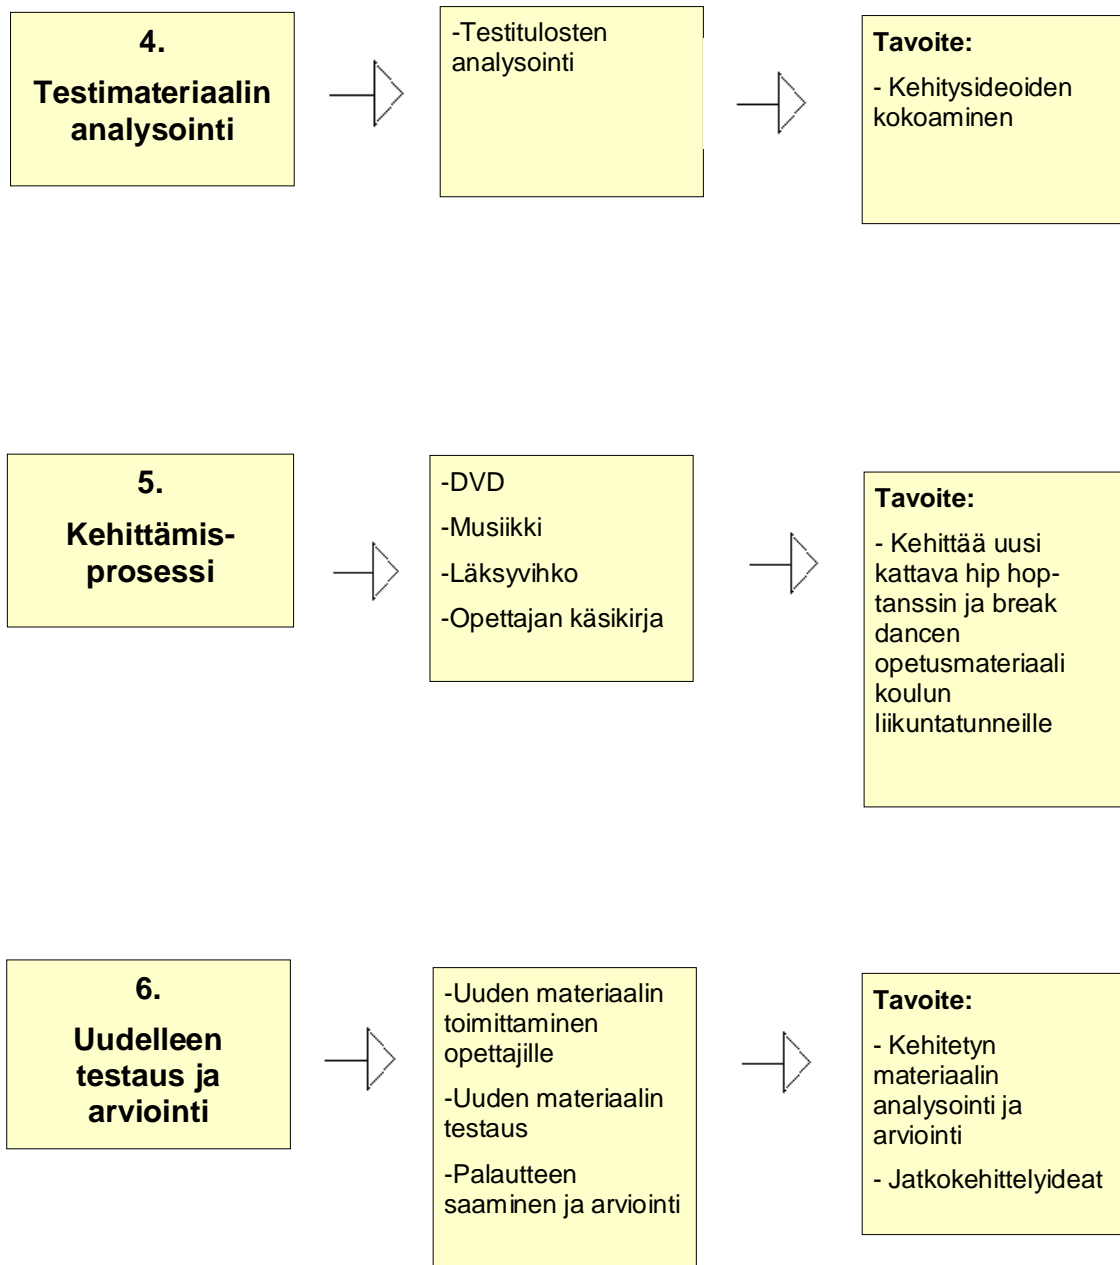 4.
Testimateriaalin
analysointi
-Testitulosten
analysointi
Tavoite:
- Kehitysideoiden
kokoaminen
5.
Kehittämis-
prosessi
-DVD
-Musiikki
-Läksyvihko
-Opettajan käsikirja
Tavoite:
- Kehittää uusi
kattava hip hop-
tanssin ja break
dancen
opetusmateriaali
koulun
liikuntatunneille
6.
Uudelleen
testaus ja
arviointi
-Uuden materiaalin
toimittaminen
opettajille
-Uuden materiaalin
testaus
-Palautteen
saaminen ja arviointi
Tavoite:
- Kehitetyn
materiaalin
analysointi ja
arviointi
- Jatkokehittelyideat